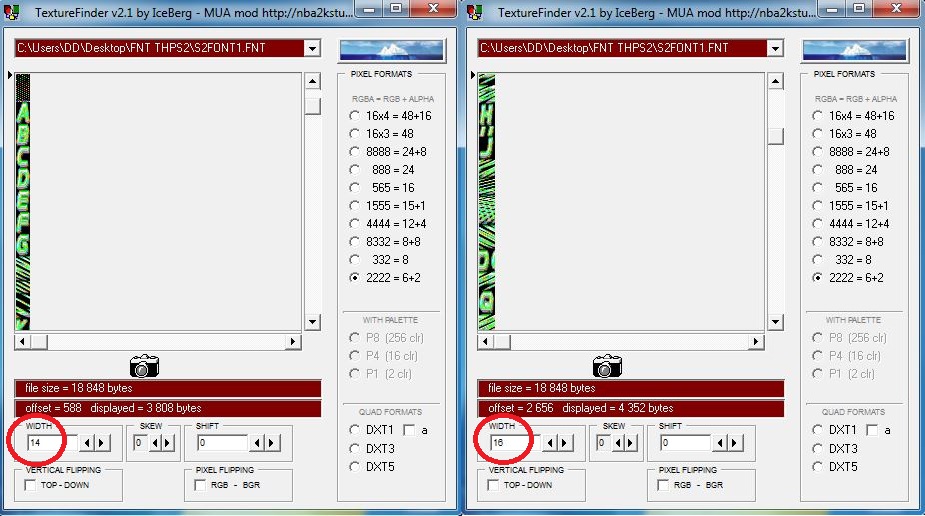 TextureFinder v2.1 by IceBerg - MUA mod http://nba2kstu...
C:\Users\DD\Desktop\FNT THPS2\S2FONT1.FNT
A
B
C
D
E
F
G
PIXEL FORMATS
RGBA = RGB + ALPHA
16x4 = 48+16
16x3 = 48
8888 = 24+8
888 = 24
565 = 16
1555 = 15+1
4444 = 12+4
8332 = 8+8
332 = 8
2222 = 6+2
WITH PALETTE
P8 (256 clr)
P4 (16 clr)
P1 (2 clr)
file size = 18 848 bytes
offset = 588 displayed = 3 808 bytes
QUAD FORMATS
DXT1 a
DXT3
DXT5
WIDTH
14
SKEW
0
SHIFT
0
VERTICAL FLIPPING
TOP - DOWN
PIXEL FLIPPING
RGB - BGR
TextureFinder v2.1 by IceBerg - MUA mod http://nba2kstu...
C:\Users\DD\Desktop\FNT THPS2\S2FONT1.FNT
PIXEL FORMATS
RGBA = RGB + ALPHA
16x4 = 48+16
16x3 = 48
8888 = 24+8
888 = 24
565 = 16
1555 = 15+1
4444 = 12+4
8332 = 8+8
332 = 8
2222 = 6+2
WITH PALETTE
P8 (256 clr)
P4 (16 clr)
P1 (2 clr)
file size = 18 848 bytes
offset = 2 656 displayed = 4 352 bytes
QUAD FORMATS
DXT1 a
DXT3
DXT5
WIDTH
16
SKEW
0
SHIFT
0
VERTICAL FLIPPING
TOP - DOWN
PIXEL FLIPPING
RGB - BGR